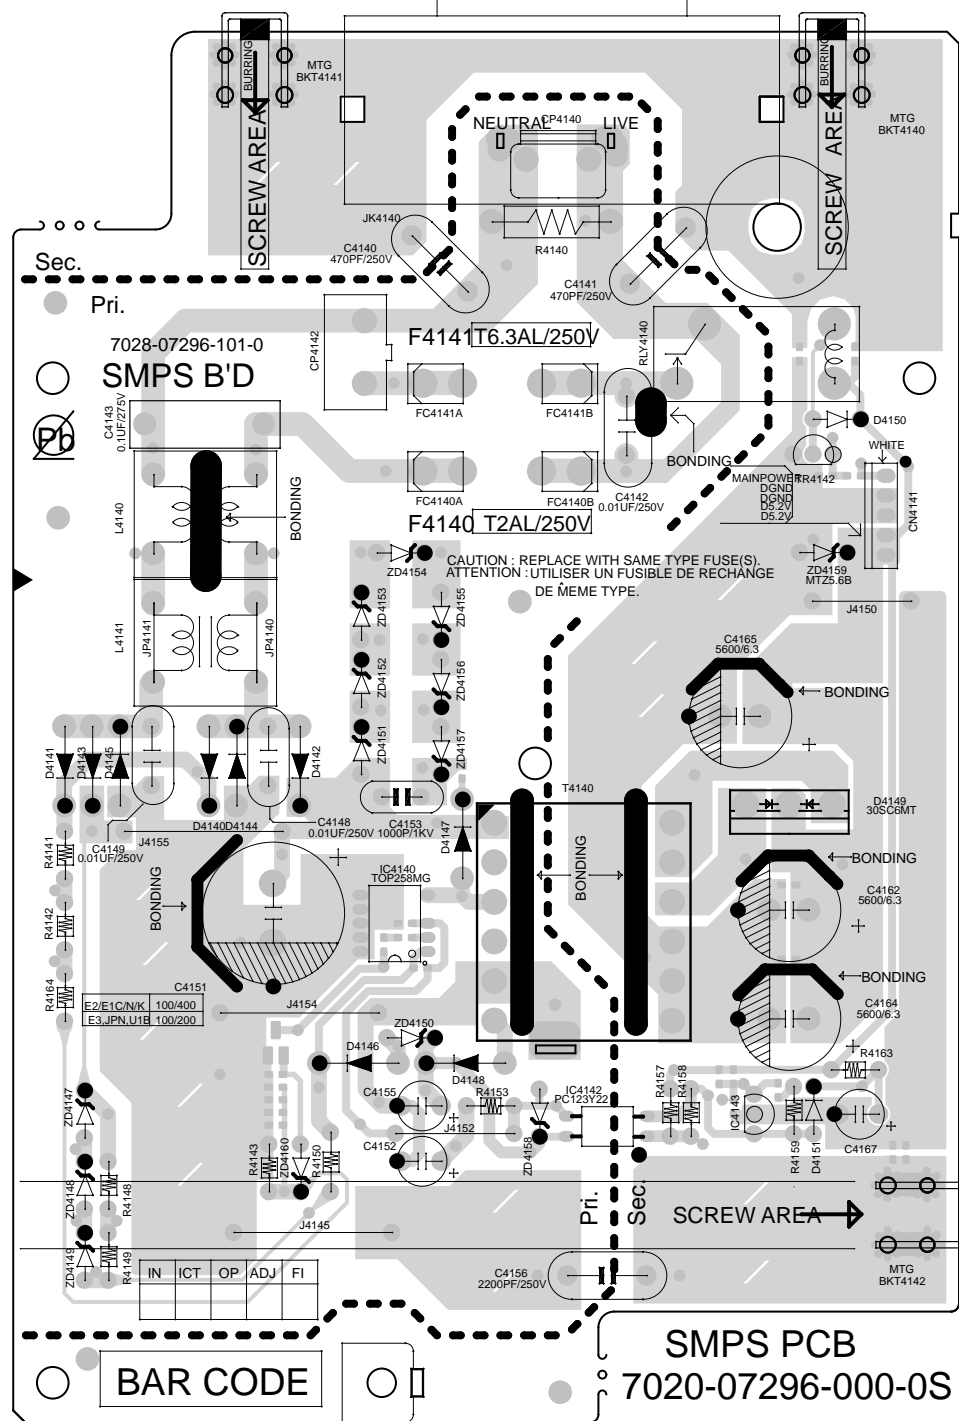 BURRING
MTG
BKT4141
BURRING
MTG
BKT4140
SCREW AREA
SCREW AREA
NEUTRAL
CP4140
LIVE
JK4140
R4140
C4140
470PF/250V
C4141
470PF/250V
Sec.
Pri.
7028-07296-101-0
SMPS B'D
CP4142
F4141 T6.3AL/250V
RLY4140
FC4141A
FC4141B
C4143
0.1UF/275V
Pb
D4150
WHITE
BONDING
FC4140A
FC4140B
C4142
0.01UF/250V
MAINPOWER
DGND
DGND
D5.2V
D5.2V
TR4142
CN4141
L4140
BONDING
F4140 T2AL/250V
ZD4154
CAUTION : REPLACE WITH SAME TYPE FUSE(S).
ATTENTION : UTILISER UN FUSIBLE DE RECHANGE
DE MEME TYPE.
ZD4159
MTZ5.6B
J4150
ZD4153
ZD4155
L4141
JP4141
JP4140
C4165
5600/6.3
BONDING
ZD4152
ZD4156
ZD4151
ZD4157
D4141
D4143
D4145
D4142
T4140
D4149
30SC6MT
D4140
D4144
C4148
0.01UF/250V
C4153
1000P/1KV
D4147
C4149
0.01UF/250V
J4155
R4141
BONDING
IC4140
TOP258MG
BONDING
BONDING
C4162
5600/6.3
R4142
R4164
C4151
E2/E1C/N/K 100/400
E3,JPN,U1B 100/200
J4154
BONDING
C4164
5600/6.3
ZD4150
D4146
D4148
R4163
ZD4147
C4155
R4153
IC4142
PC123Y22
R4157
R4158
IC4143
J4152
C4152
R4143
ZD4160
R4150
ZD4158
R4159
D4151
C4167
ZD4148
R4148
Pri.
Sec.
SCREW AREA
J4145
ZD4149
R4149
IN ICT OP ADJ FI
C4156
2200PF/250V
MTG
BKT4142
BAR CODE
SMPS PCB
7020-07296-000-0S